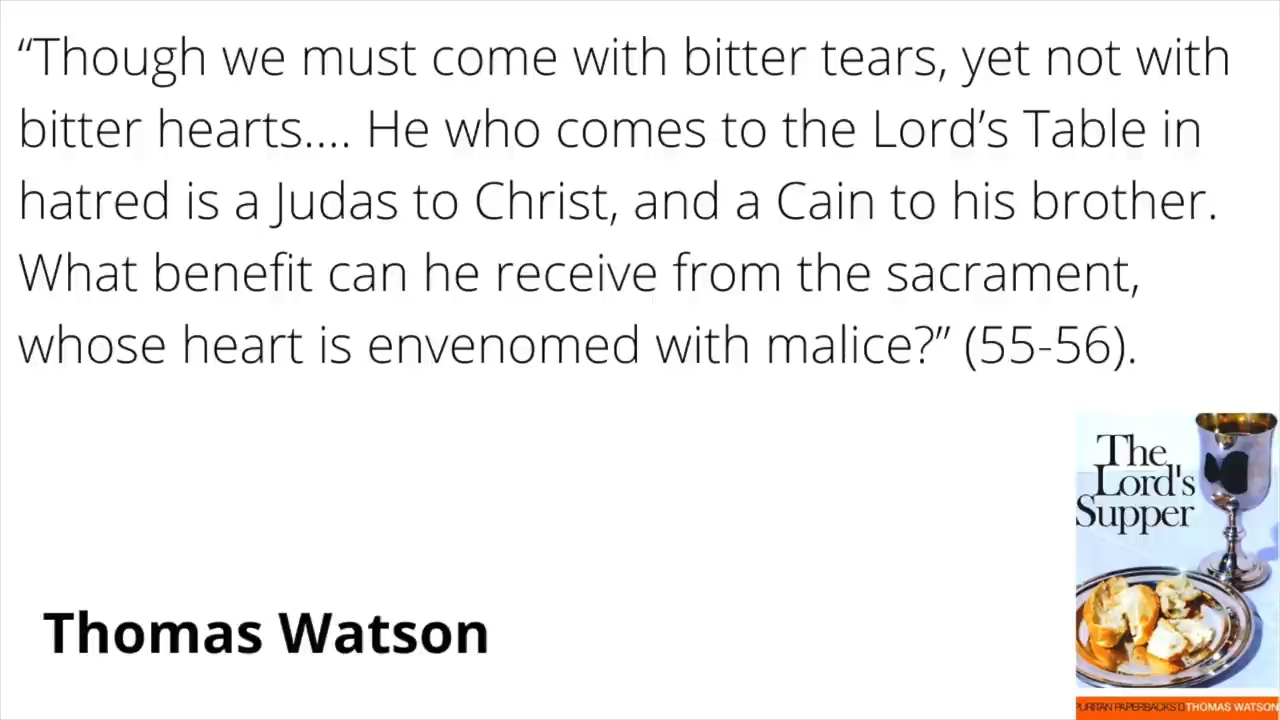 “Though we must come with bitter tears, yet not with
bitter hearts.... He who comes to the Lord’s Table in
hatred is a Judas to Christ, and a Cain to his brother.
What benefit can he receive from the sacrament,
whose heart is envenomed with malice?” (55-56).
The
Lord's
Supper
Thomas Watson
PURITAN PAPERBACKS THOMAS WATSON